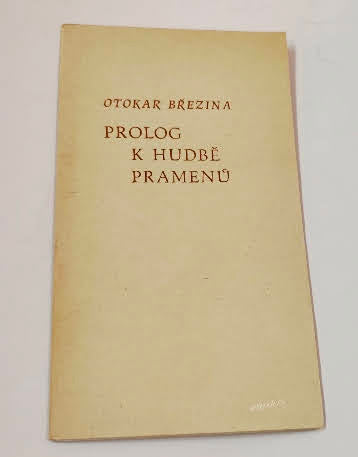 OTOKAR BŘEZINA
PROLOG
K HUDBĚ
PRAMENŮ